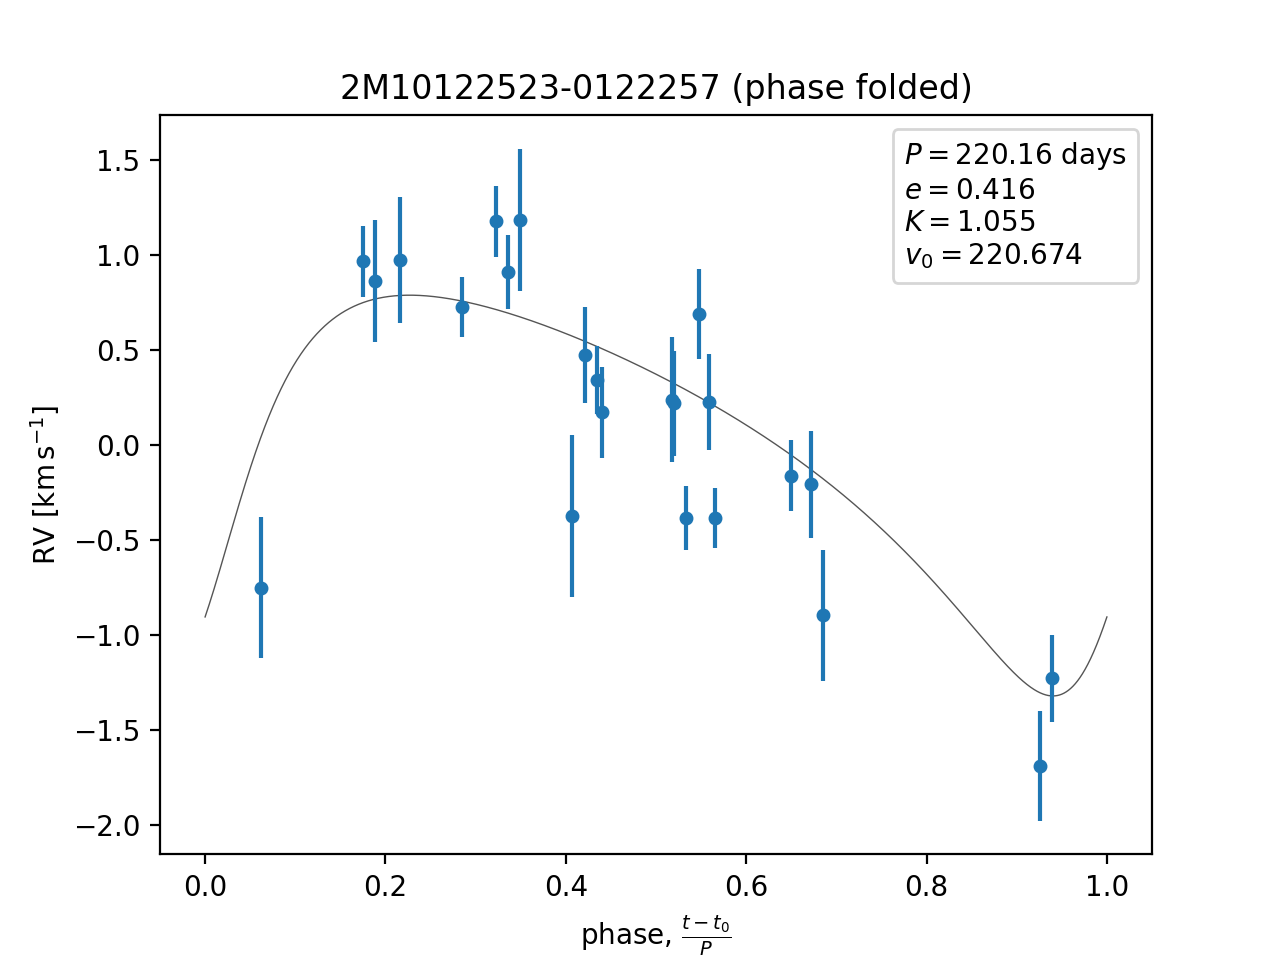 2M10122523-0122257 (phase folded)
P = 220.16 days
e = 0.416
K = 1.055
v₀ = 220.674
RV [km s⁻¹]
1.5
1.0
0.5
0.0
−0.5
−1.0
−1.5
−2.0
0.0 0.2 0.4 0.6 0.8 1.0
phase, (t − t₀)/P